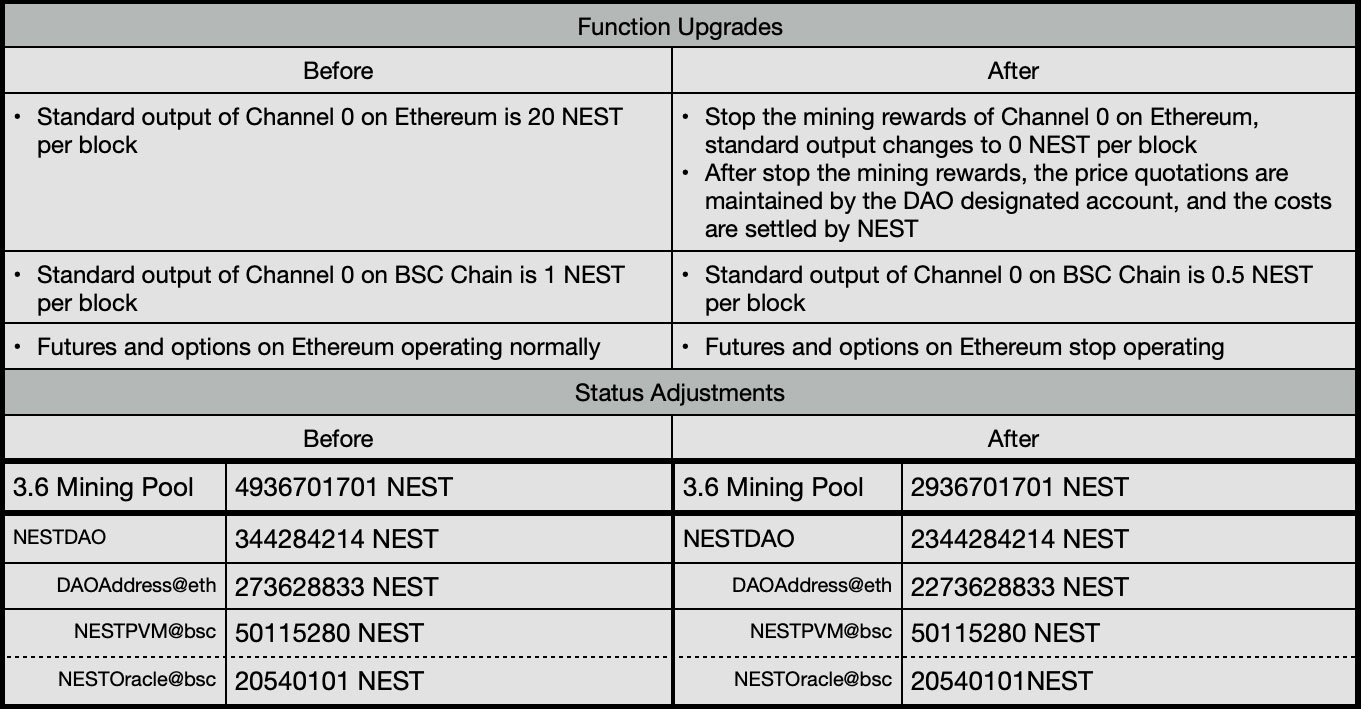 Function Upgrades
Before
After
• Standard output of Channel 0 on Ethereum is 20 NEST
per block
• Stop the mining rewards of Channel 0 on Ethereum,
standard output changes to 0 NEST per block
• After stop the mining rewards, the price quotations are
maintained by the DAO designated account, and the costs
are settled by NEST
• Standard output of Channel 0 on BSC Chain is 1 NEST
per block
• Standard output of Channel 0 on BSC Chain is 0.5 NEST
per block
• Futures and options on Ethereum operating normally
• Futures and options on Ethereum stop operating
Status Adjustments
Before
After
3.6 Mining Pool 4936701701 NEST 3.6 Mining Pool 2936701701 NEST
NESTDAO 344284214 NEST NESTDAO 2344284214 NEST
DAOAddress@eth 273628833 NEST DAOAddress@eth 2273628833 NEST
NESTPVM@bsc 50115280 NEST NESTPVM@bsc 50115280 NEST
NESTOracle@bsc 20540101 NEST NESTOracle@bsc 20540101NEST